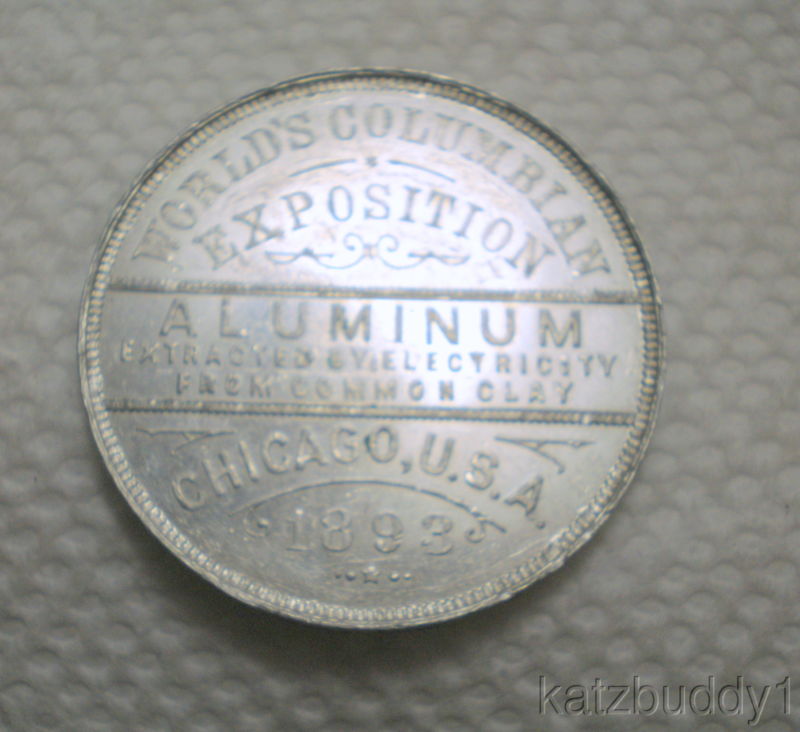 WORLD'S COLUMBIAN
EXPOSITION
ALUMINUM
EXTRACTED BY ELECTRICITY
FROM COMMON CLAY
CHICAGO, U.S.A.
1893
katzbuddy1